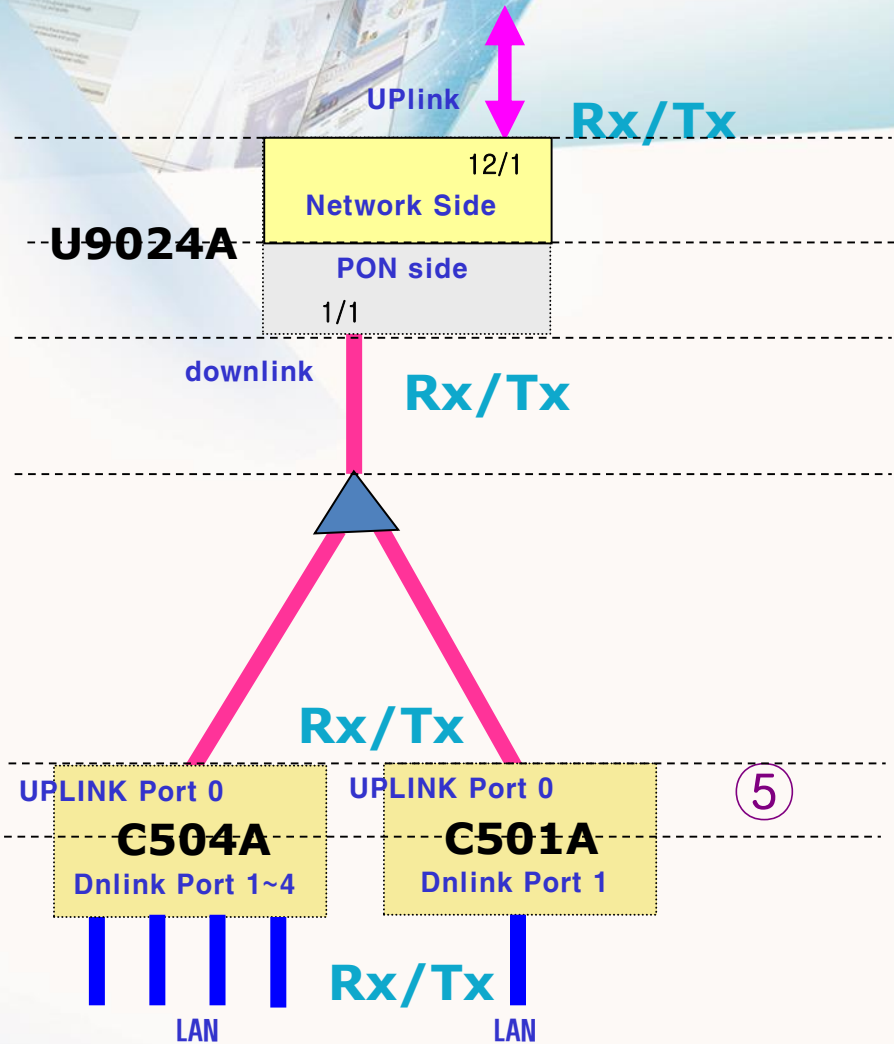 UPlink
Rx/Tx
12/1
Network Side
U9024A
PON side
1/1
downlink
Rx/Tx
Rx/Tx
UPLINK Port 0
UPLINK Port 0
⑤
C504A
C501A
Dnlink Port 1~4
Dnlink Port 1
Rx/Tx
LAN
LAN